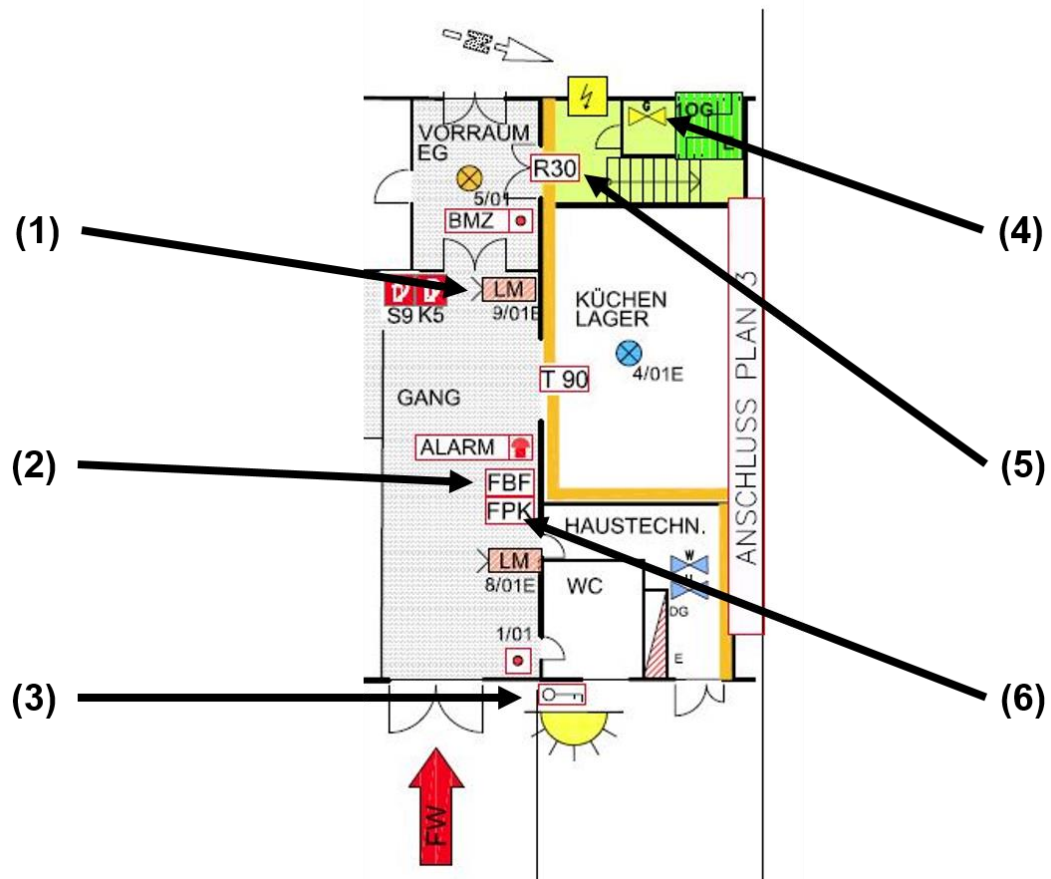 N
G
1OG
E
VORRAUM
EG
R30
5/01
BMZ
(1)
(4)
LM
S9 K5
9/01E
KÜCHEN
LAGER
4/01E
T 90
GANG
ANSCHLUSS PLAN 3
ALARM
(2)
(5)
FBF
FPK
HAUSTECHN.
W
LM
8/01E
WC
DG
1/01
E
(3)
(6)
FW